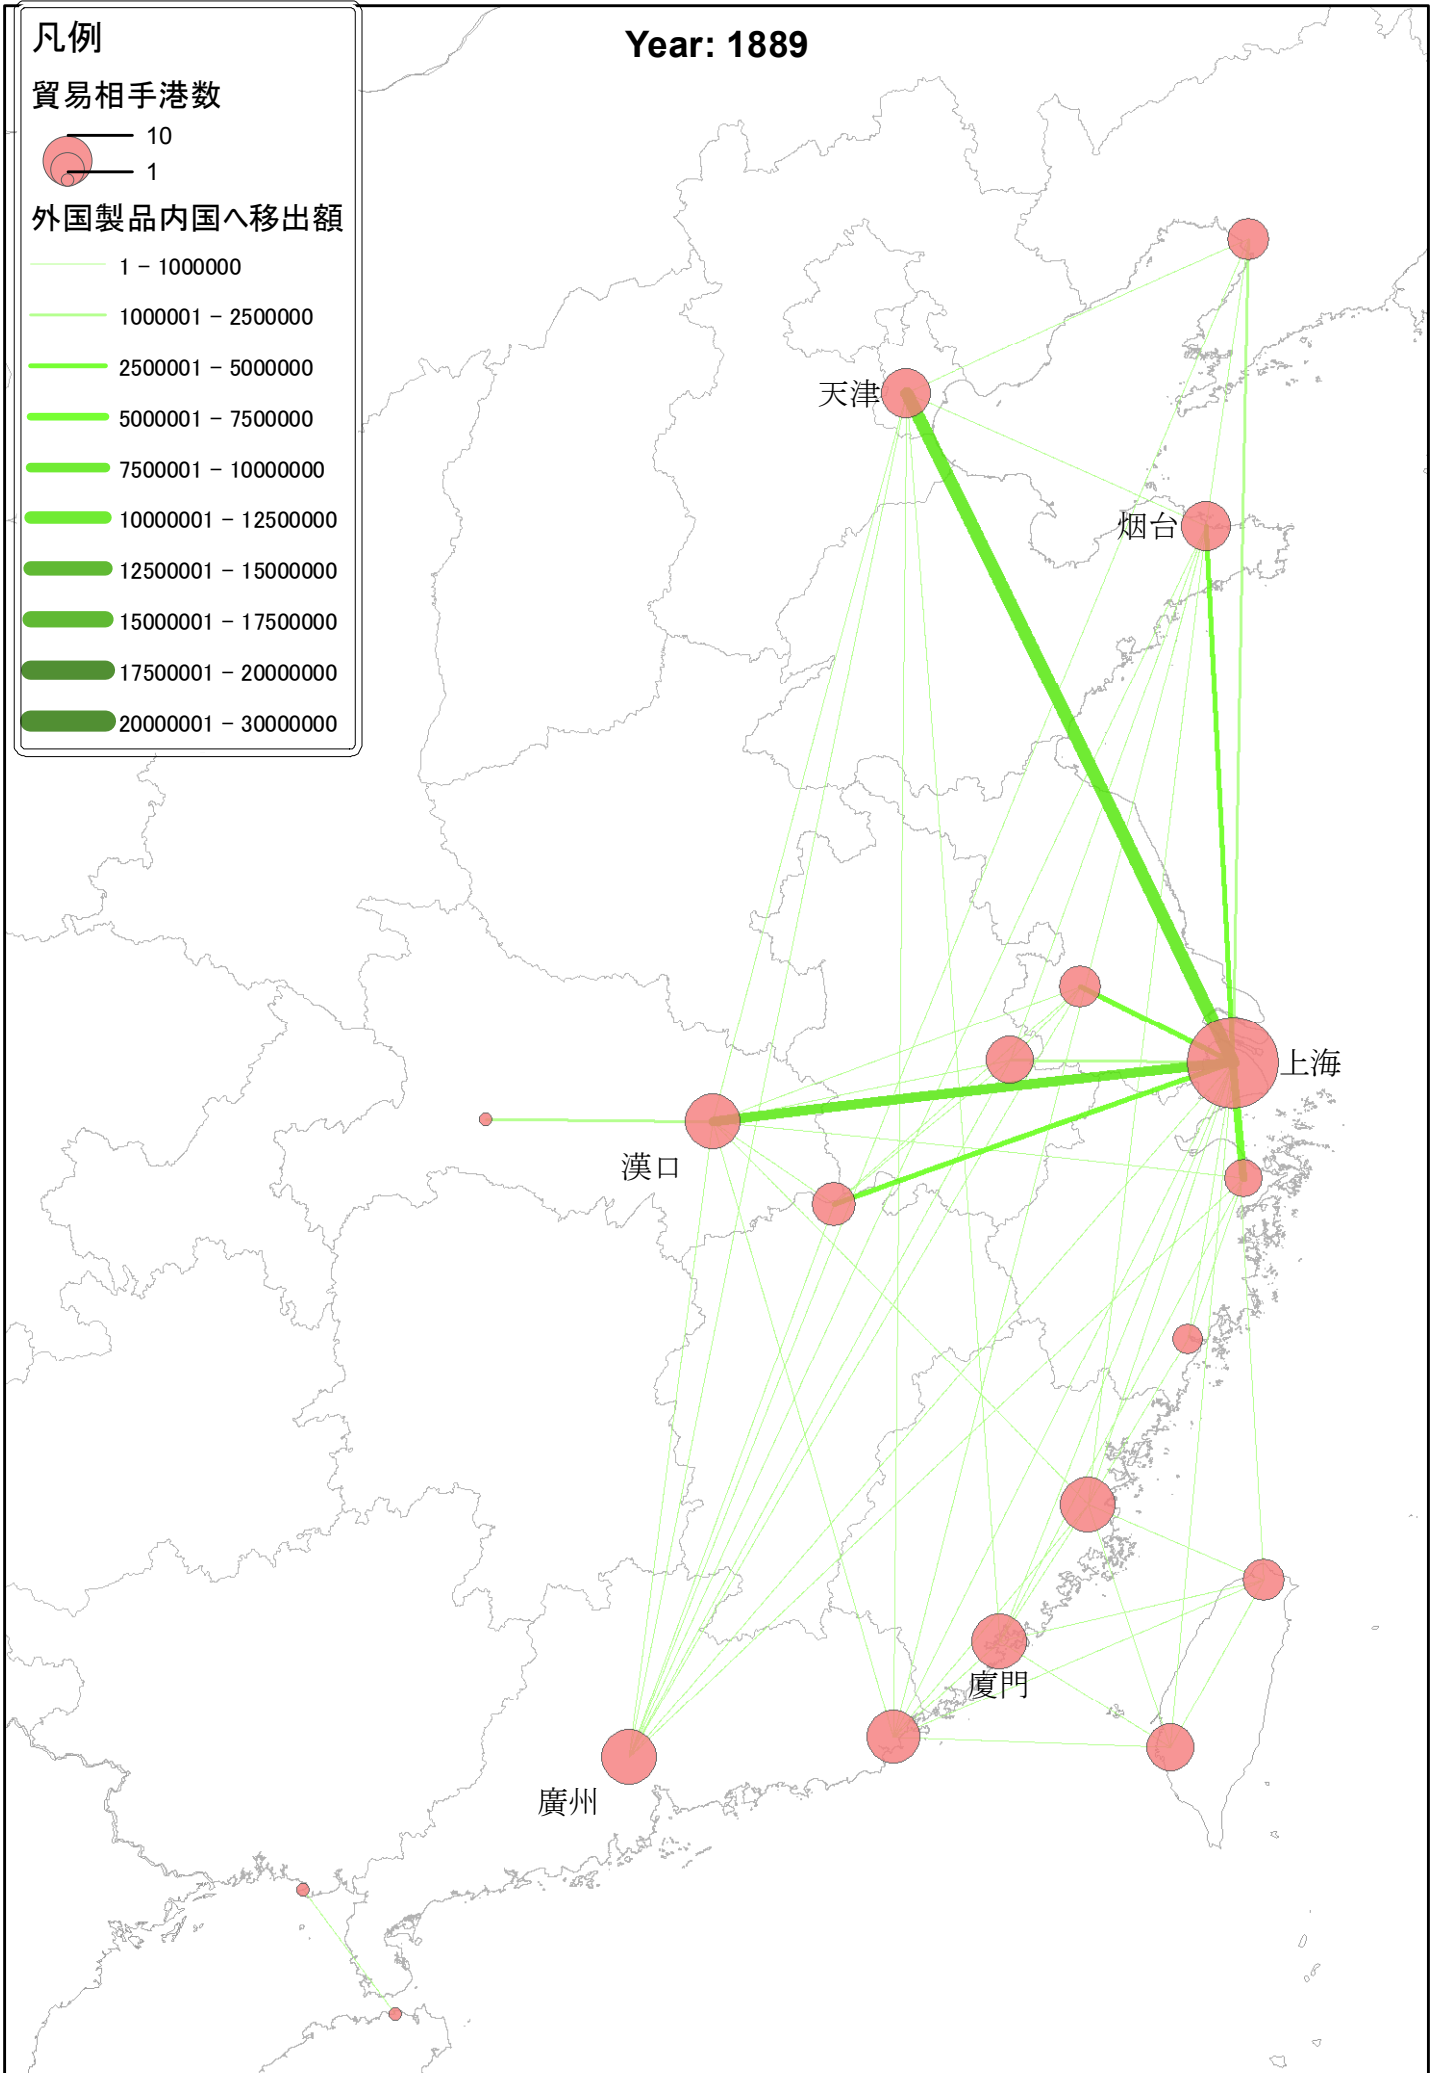 Year: 1889
凡例
貿易相手港数
10
1
外国製品内国へ移出額
1 - 1000000
1000001 - 2500000
2500001 - 5000000
5000001 - 7500000
7500001 - 10000000
10000001 - 12500000
12500001 - 15000000
15000001 - 17500000
17500001 - 20000000
20000001 - 30000000
天津
烟台
上海
漢口
廈門
廣州